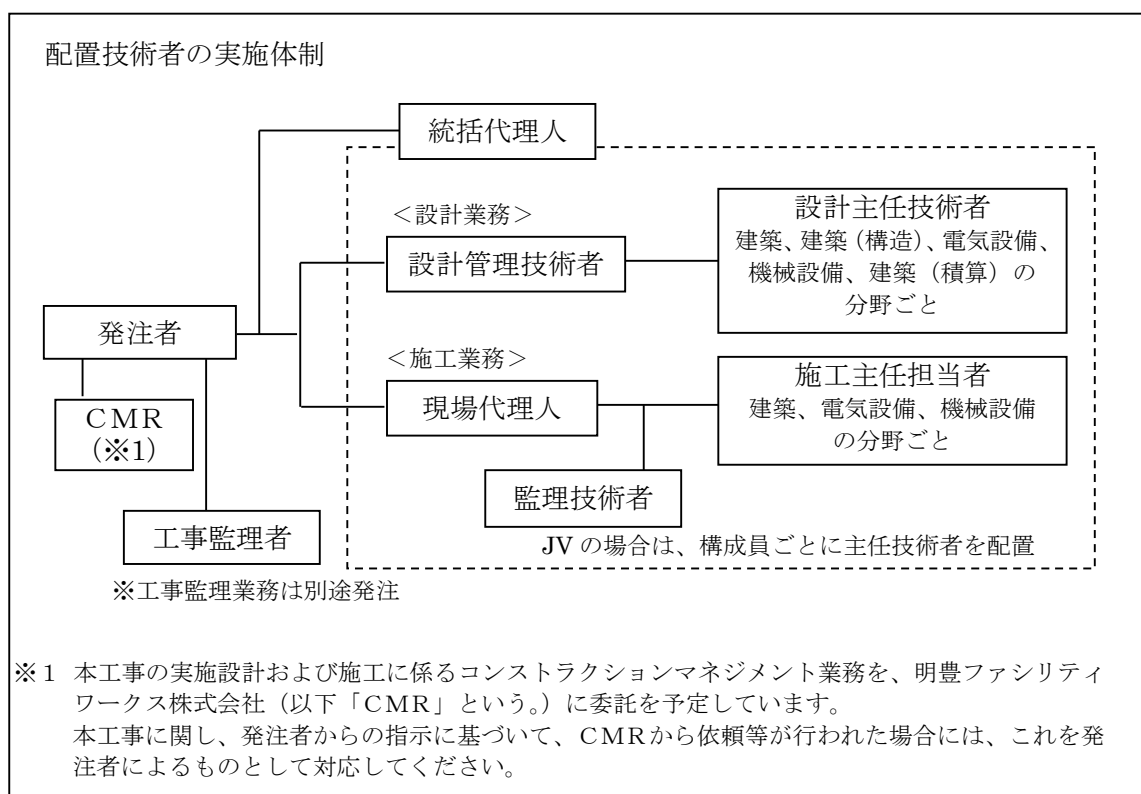 配置技術者の実施体制
統括代理人
＜設計業務＞
設計管理技術者
設計主任技術者
建築、建築（構造）、電気設備、
機械設備、建築（積算）の
分野ごと
発注者
＜施工業務＞
現場代理人
施工主任担当者
建築、電気設備、機械設備
の分野ごと
ＣＭＲ
（※1）
監理技術者
工事監理者
JV の場合は、構成員ごとに主任技術者を配置
※工事監理業務は別途発注
※１ 本工事の実施設計および施工に係るコンストラクションマネジメント業務を、明豊ファシリティ
ワークス株式会社（以下「ＣＭＲ」という。）に委託を予定しています。
本工事に関し、発注者からの指示に基づいて、ＣＭＲから依頼等が行われた場合には、これを発
注者によるものとして対応してください。